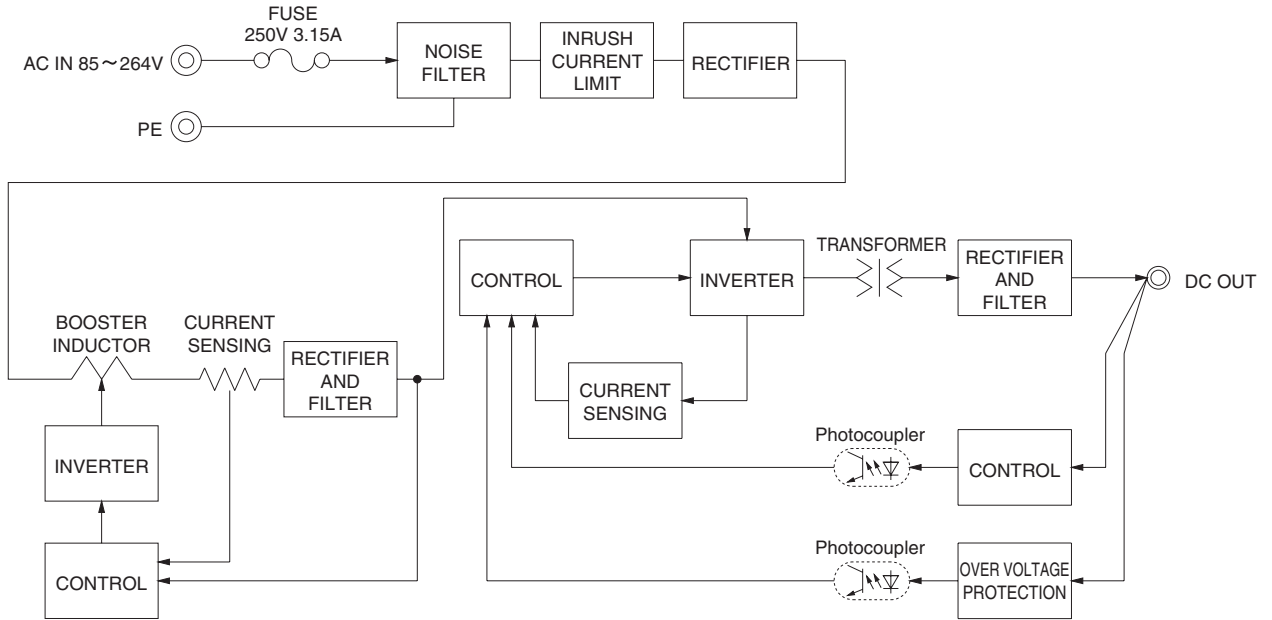 FUSE
250V 3.15A
AC IN 85～264V
NOISE
FILTER
INRUSH
CURRENT
LIMIT
RECTIFIER
PE
CONTROL
INVERTER
TRANSFORMER
RECTIFIER
AND
FILTER
DC OUT
BOOSTER
INDUCTOR
CURRENT
SENSING
RECTIFIER
AND
FILTER
CURRENT
SENSING
INVERTER
Photocoupler
CONTROL
CONTROL
Photocoupler
OVER VOLTAGE
PROTECTION